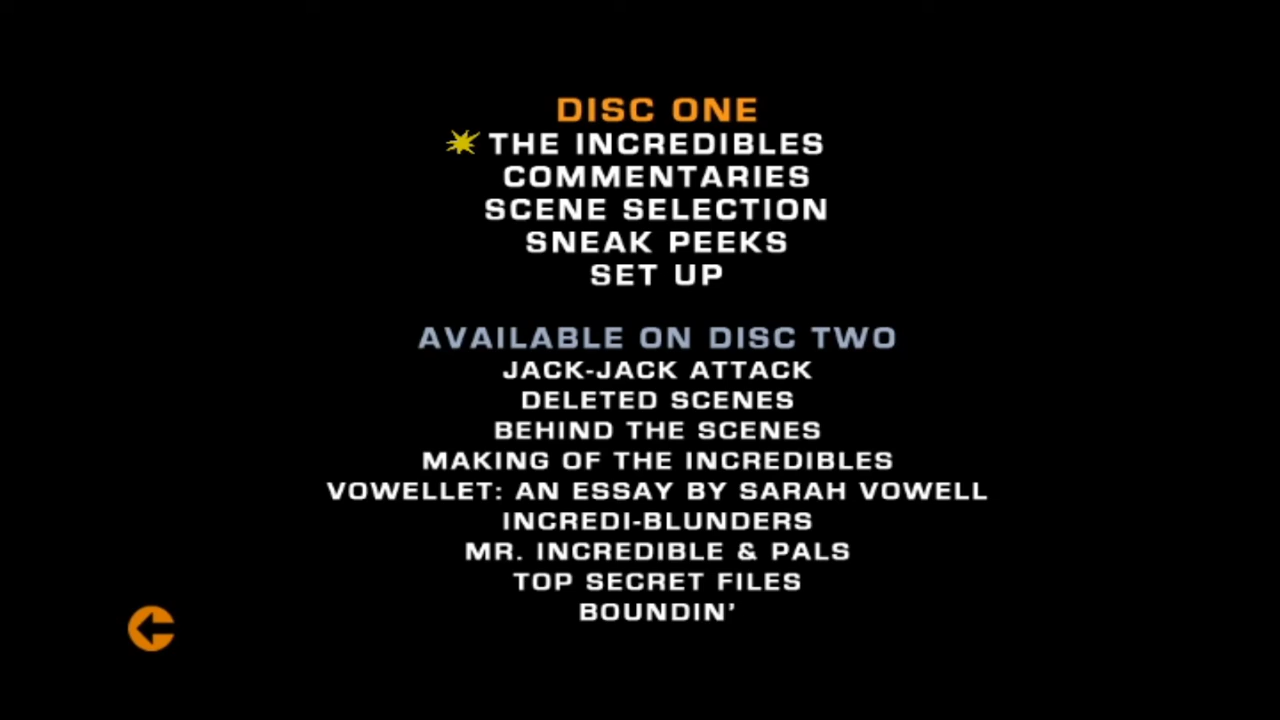 DISC ONE
THE INCREDIBLES
COMMENTARIES
SCENE SELECTION
SNEAK PEEKS
SET UP
AVAILABLE ON DISC TWO
JACK-JACK ATTACK
DELETED SCENES
BEHIND THE SCENES
MAKING OF THE INCREDIBLES
VOWELLET: AN ESSAY BY SARAH VOWELL
INCREDI-BLUNDERS
MR. INCREDIBLE & PALS
TOP SECRET FILES
BOUNDIN’